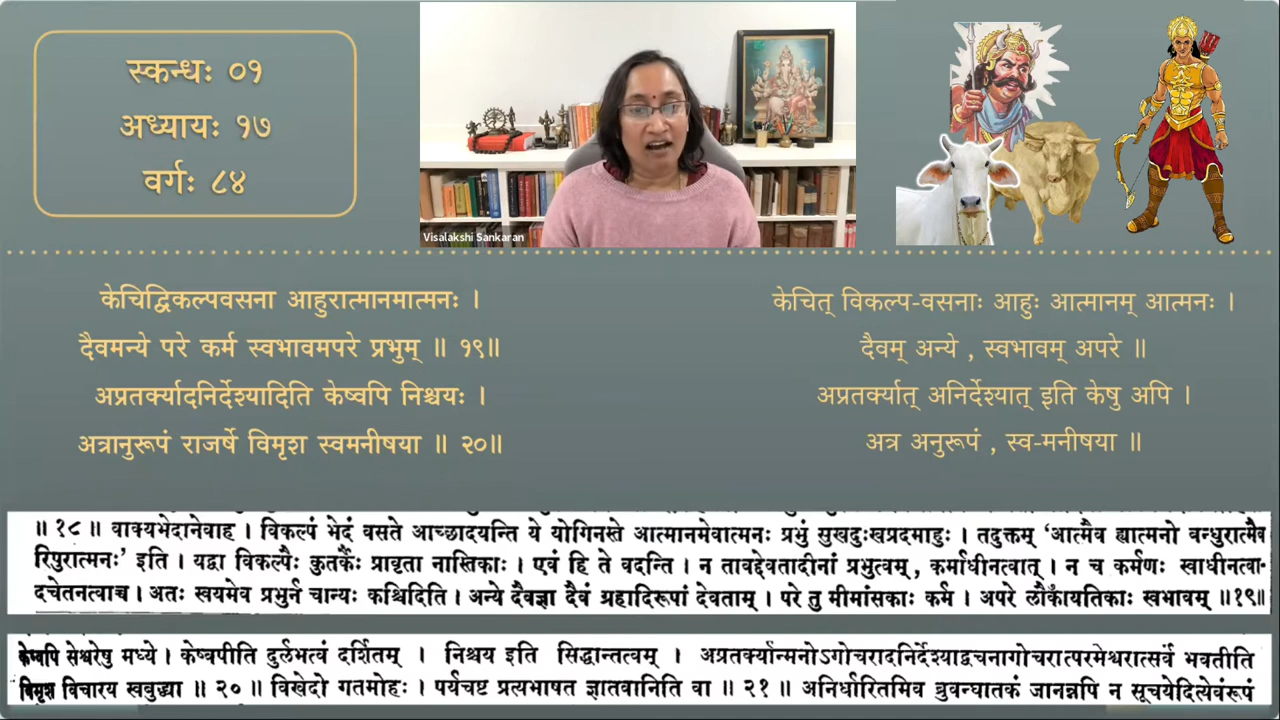 स्कन्धः ०१
अध्यायः १७
वर्गः ८४
Visalakshi Sankaran
केचिद्विकल्पवसना आहुरात्मानमात्मनः ।
दैवमन्ये परे कर्म स्वभावमपरे प्रभुम् ॥ १९॥
अप्रतर्क्यादनिर्देश्यादिति केष्वपि निश्चयः ।
अत्रानुरूपं राजर्षे विमृश स्वमनीषया ॥ २०॥
केचित् विकल्प-वसनाः आहुः आत्मानम् आत्मनः ।
दैवम् अन्ये , स्वभावम् अपरे ॥
अप्रतर्क्यात् अनिर्देश्यात् इति केषु अपि ।
अत्र अनुरूपं , स्व-मनीषया ॥
॥ १८ ॥ वाक्यभेदानेवाह । विकल्पं भेदं वसते आच्छादयन्ति ये योगिनस्ते आत्मानमेवात्मनः प्रभुं सुखदुःखप्रदमाहुः । तदुक्तम् ‘आत्मैव ह्यात्मनो बन्धुरात्मैव
रिपुरात्मनः’ इति । यद्वा विकल्पैः कुतर्कैः प्रावृता नास्तिकाः । एवं हि ते वदन्ति । न तावद्देवतादीनां प्रभुत्वम्, कर्माधीनत्वात् । न च कर्मणः स्वाधीनत्वा-
दचेतनत्वाच्च । अतः स्वयमेव प्रभुर्न चान्यः कश्चिदिति । अन्ये दैवज्ञा दैवं ग्रहादिरूपां देवताम् । परे तु मीमांसकाः कर्म । अपरे लौकायतिकाः स्वभावम् ॥१९॥
केष्वपि सेश्वरेषु मध्ये । केष्वपीति दुर्लभत्वं दर्शितम् । निश्चय इति सिद्धान्तत्वम् । अप्रतर्क्यान्मनोऽगोचरादनिर्देश्याद्वचनागोचरात्परमेश्वरात्सर्वं भवतीति
विमृश विचारय स्वबुद्ध्या ॥ २० ॥ विखेदो गतमोहः । पर्यचष्ट प्रत्यभाषत ज्ञातवानिति वा ॥ २१ ॥ अनिर्धारितमिव ब्रुवन्घातकं जानन्नपि न सूचयेदित्येवंरूपं